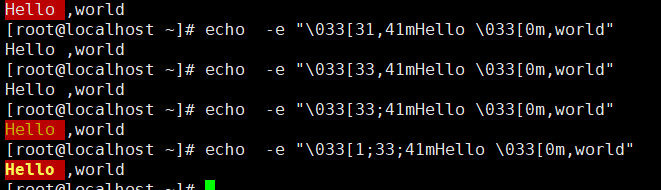 Hello ,world
[root@localhost ~]# echo  -e "\033[31,41mHello \033[0m,world"
Hello ,world
[root@localhost ~]# echo  -e "\033[33,41mHello \033[0m,world"
Hello ,world
[root@localhost ~]# echo  -e "\033[33;41mHello \033[0m,world"
Hello ,world
[root@localhost ~]# echo  -e "\033[1;33;41mHello \033[0m,world"
Hello ,world
[root@localhost ~]#